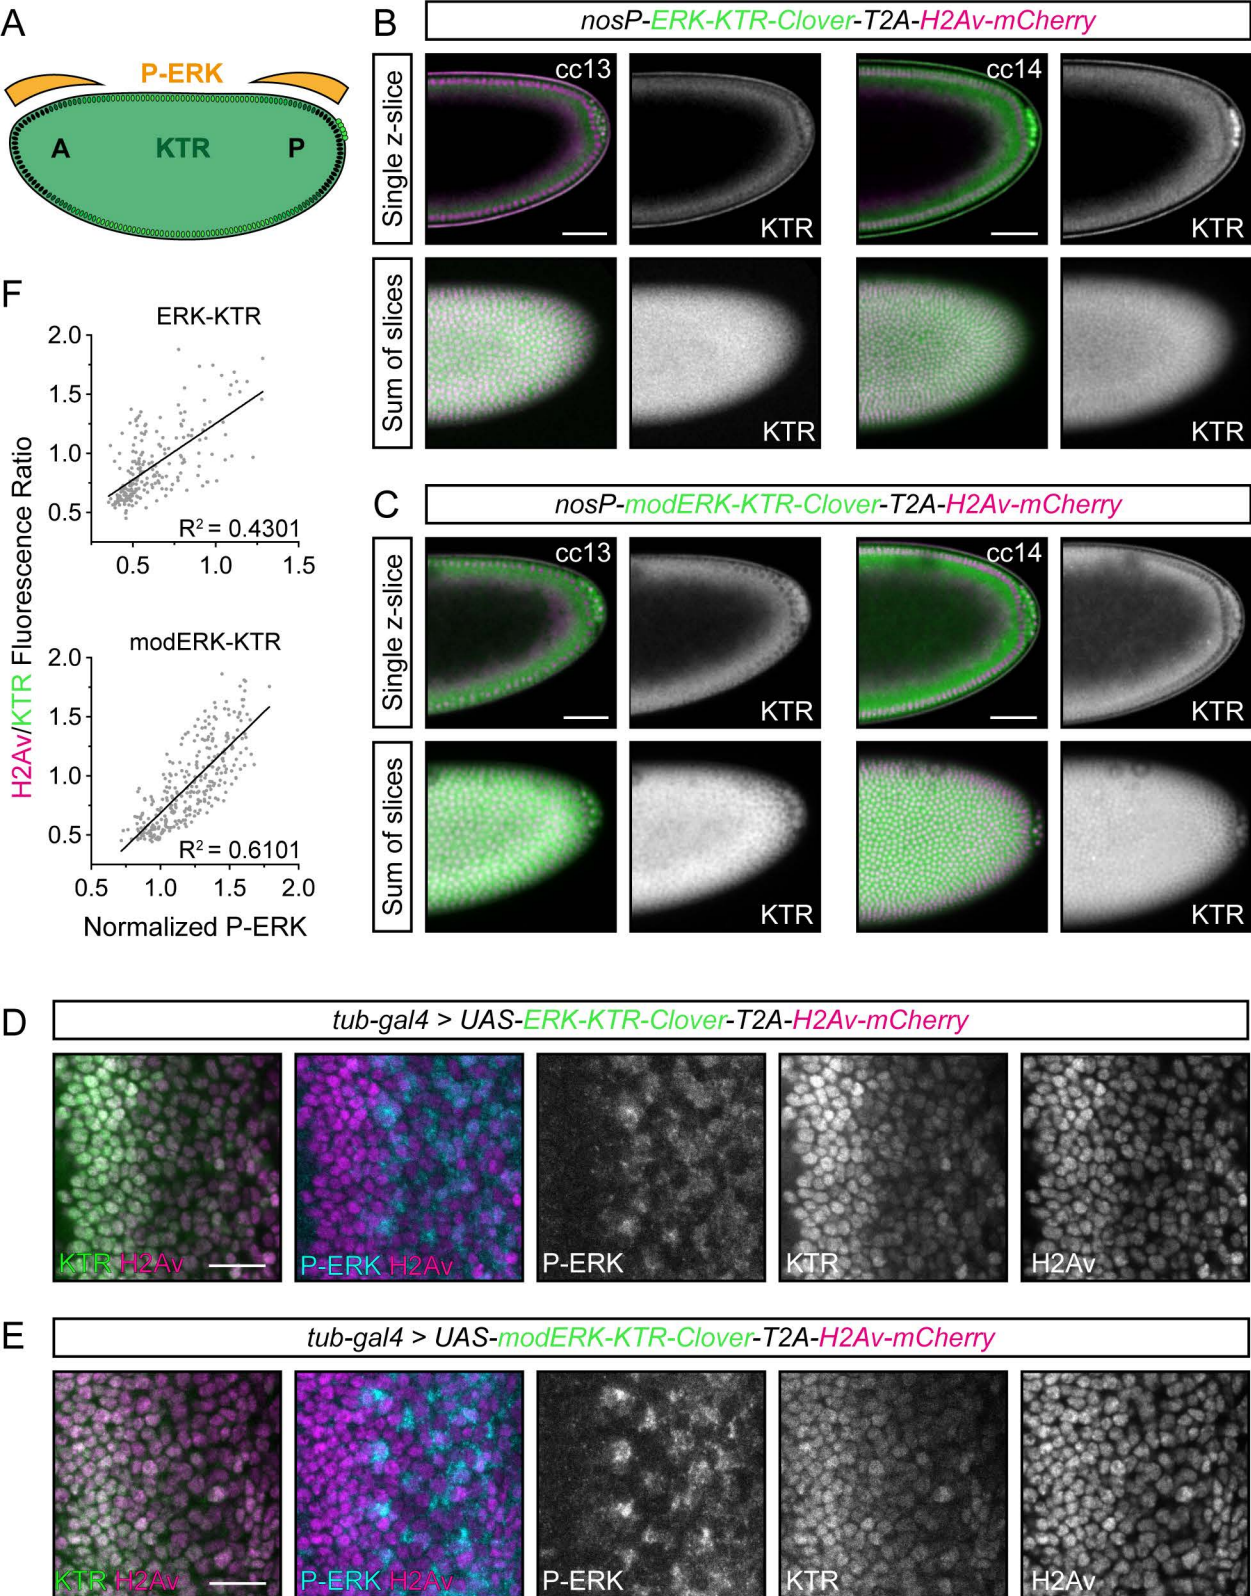 A
P-ERK
A KTR P
B
nosP-ERK-KTR-Clover-T2A-H2Av-mCherry
Single z-slice
cc13
KTR
cc14
KTR
Sum of slices
KTR
KTR
C
nosP-modERK-KTR-Clover-T2A-H2Av-mCherry
Single z-slice
cc13
KTR
cc14
KTR
Sum of slices
KTR
KTR
F
H2Av/KTR Fluorescence Ratio
ERK-KTR
2.0
1.5
1.0
0.5
R² = 0.4301
0.5 1.0 1.5
modERK-KTR
2.0
1.5
1.0
0.5
R² = 0.6101
0.5 1.0 1.5 2.0
Normalized P-ERK
D
tub-gal4 > UAS-ERK-KTR-Clover-T2A-H2Av-mCherry
KTR H2Av
P-ERK H2Av
P-ERK
KTR
H2Av
E
tub-gal4 > UAS-modERK-KTR-Clover-T2A-H2Av-mCherry
KTR H2Av
P-ERK H2Av
P-ERK
KTR
H2Av